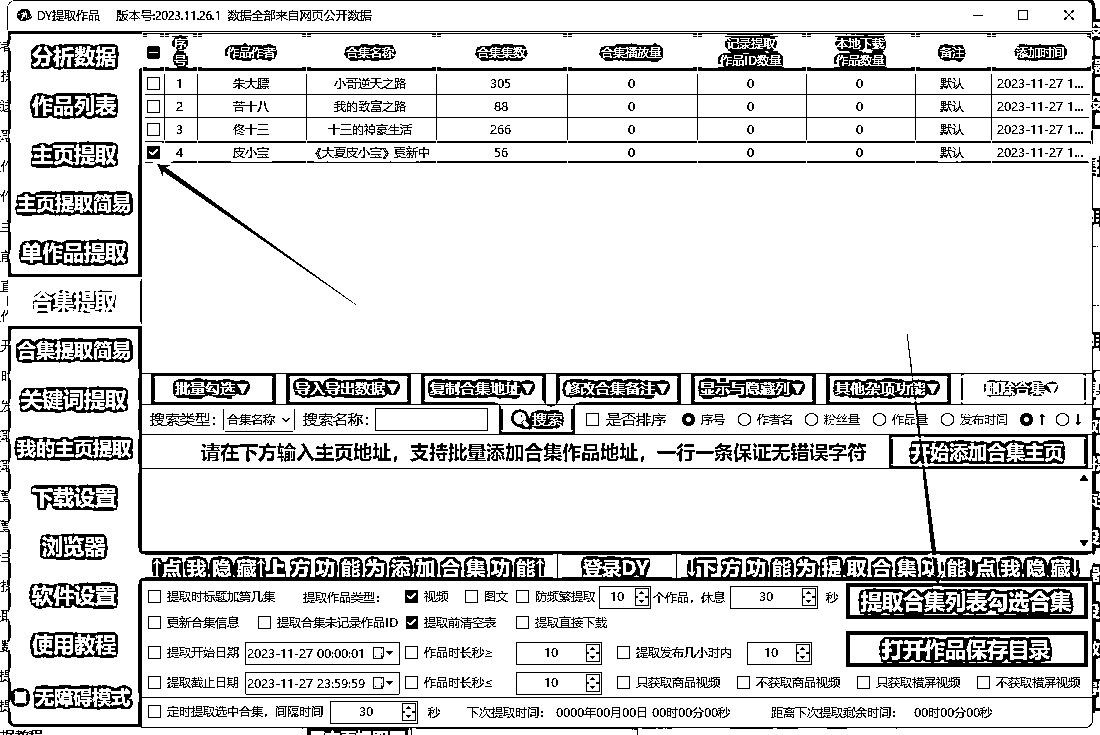 DY提取作品 版本号:2023.11.26.1 数据全部来自网页公开数据
分析数据
作品列表
主页提取
主页提取简易
单作品提取
合集提取
合集提取简易
关键词提取
我的主页提取
下载设置
浏览器
软件设置
使用教程
无障碍模式
序号 作品作者 合集名称 合集集数 合集播放量 记录提取作品ID数量 本地下载作品数量 备注 添加时间
1 朱大膘 小哥逆天之路 305 0 0 0 默认 2023-11-27 1...
2 苦十八 我的致富之路 88 0 0 0 默认 2023-11-27 1...
3 佟十三 十三的神豪生活 266 0 0 0 默认 2023-11-27 1...
4 皮小宝 《大夏皮小宝》更新中 56 0 0 0 默认 2023-11-27 1...
批量勾选▽ 导入导出数据▽ 复制合集地址▽ 修改合集备注▽ 显示与隐藏列▽ 其他杂项功能▽ 删除合集▽
搜索类型: 合集名称 搜索名称: 搜索 是否排序 序号 作者名 粉丝量 作品量 发布时间 ↑ ↓
请在下方输入主页地址，支持批量添加合集作品地址，一行一条保证无错误字符 开始添加合集主页
↑点我隐藏↑上方功能为添加合集功能↑ 登录DY ↓下方功能为提取合集功能↓点我隐藏↓
提取时标题加第几集 提取作品类型: 视频 图文 防频繁提取 10 个作品，休息 30 秒 提取合集列表勾选合集
更新合集信息 提取合集未记录作品ID 提取前清空表 提取直接下载
打开作品保存目录
提取开始日期 2023-11-27 00:00:01 作品时长秒≥ 10 提取发布几小时内 10
提取截止日期 2023-11-27 23:59:59 作品时长秒≤ 10 只获取商品视频 不获取商品视频 只获取横屏视频 不获取横屏视频
定时提取选中合集，间隔时间 30 秒 下次提取时间: 0000年00月00日 00时00分00秒 距离下次提取剩余时间: 00时00分00秒